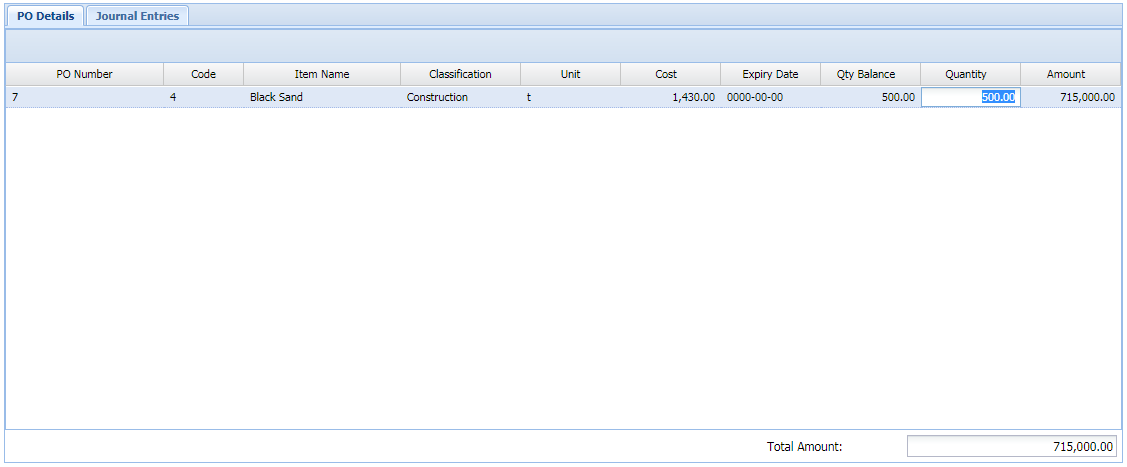 PO Details Journal Entries
PO Number Code Item Name Classification Unit Cost Expiry Date Qty Balance Quantity Amount
7 4 Black Sand Construction t 1,430.00 0000-00-00 500.00 500.00 715,000.00
Total Amount: 715,000.00